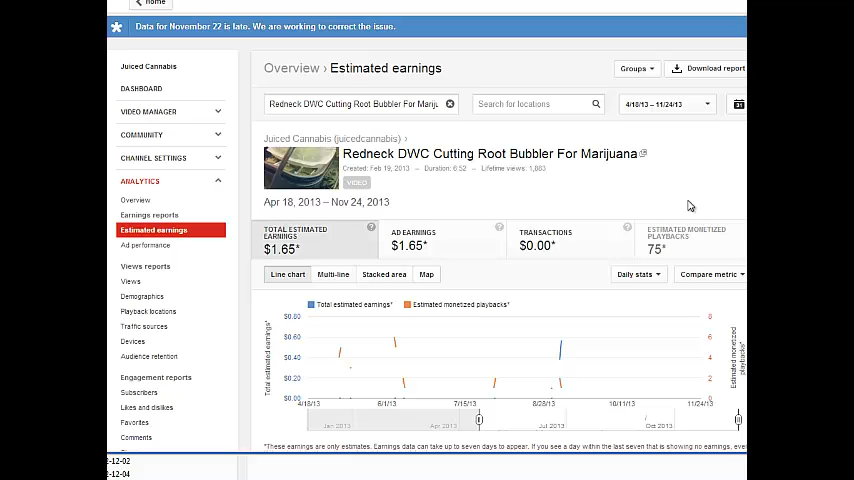 Home
Data for November 22 is late. We are working to correct the issue.
Juiced Cannabis
DASHBOARD
VIDEO MANAGER
COMMUNITY
CHANNEL SETTINGS
ANALYTICS
Overview
Earnings reports
Estimated earnings
Ad performance
Views reports
Views
Demographics
Playback locations
Traffic sources
Devices
Audience retention
Engagement reports
Subscribers
Likes and dislikes
Favorites
Comments
Overview › Estimated earnings
Groups
Download report
Redneck DWC Cutting Root Bubbler For Mariju
Search for locations
4/18/13 – 11/24/13
31
Juiced Cannabis (juicedcannabis) ›
Redneck DWC Cutting Root Bubbler For Marijuana
Created: Feb 19, 2013 – Duration: 6:52 – Lifetime views: 1,883
VIDEO
Apr 18, 2013 – Nov 24, 2013
TOTAL ESTIMATED
EARNINGS
?
$1.65*
AD EARNINGS
?
$1.65*
TRANSACTIONS
?
$0.00*
ESTIMATED MONETIZED
PLAYBACKS
75*
Line chart
Multi-line
Stacked area
Map
Daily stats
Compare metric
Total estimated earnings*
Estimated monetized playbacks*
Total estimated earnings*
$0.80
$0.60
$0.40
$0.20
$0.00
8
6
4
2
0
Estimated monetized
playbacks*
4/18/13
6/1/13
7/15/13
8/28/13
10/11/13
11/24/13
Jan 2013
Apr 2013
Jul 2013
Oct 2013
*These earnings are only estimates. Earnings data can take up to seven days to appear. If you see a day within the last seven that is showing no earnings, eve
-12-02
-12-04